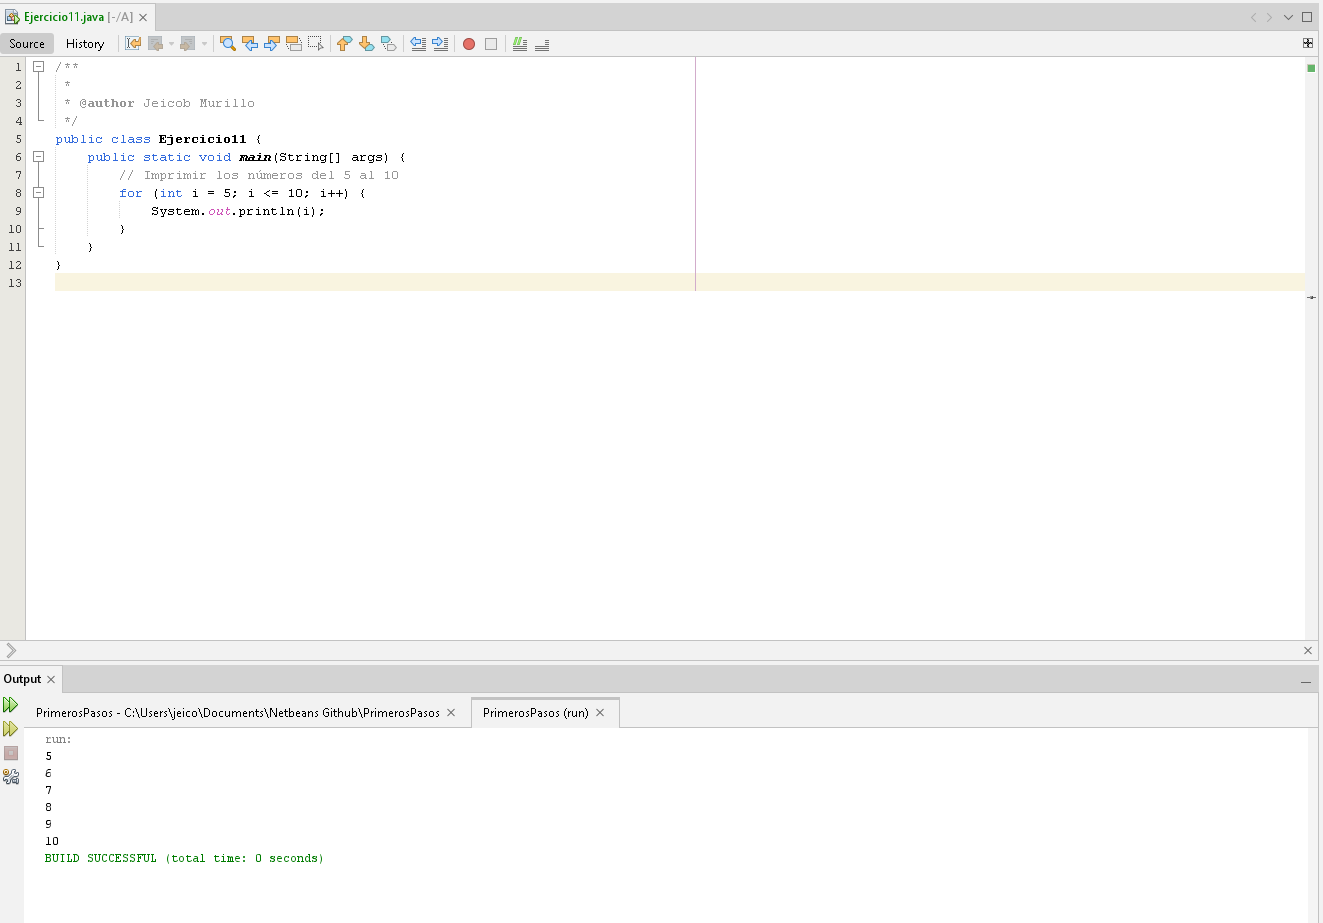 Ejercicio11.java [-/A]
Source History
1 /**
2 *
3 * @author Jeicob Murillo
4 */
5 public class Ejercicio11 {
6 public static void main(String[] args) {
7 // Imprimir los números del 5 al 10
8 for (int i = 5; i <= 10; i++) {
9 System.out.println(i);
10 }
11 }
12 }
13
Output
PrimerosPasos - C:\Users\jeico\Documents\Netbeans Github\PrimerosPasos PrimerosPasos (run)
run:
5
6
7
8
9
10
BUILD SUCCESSFUL (total time: 0 seconds)